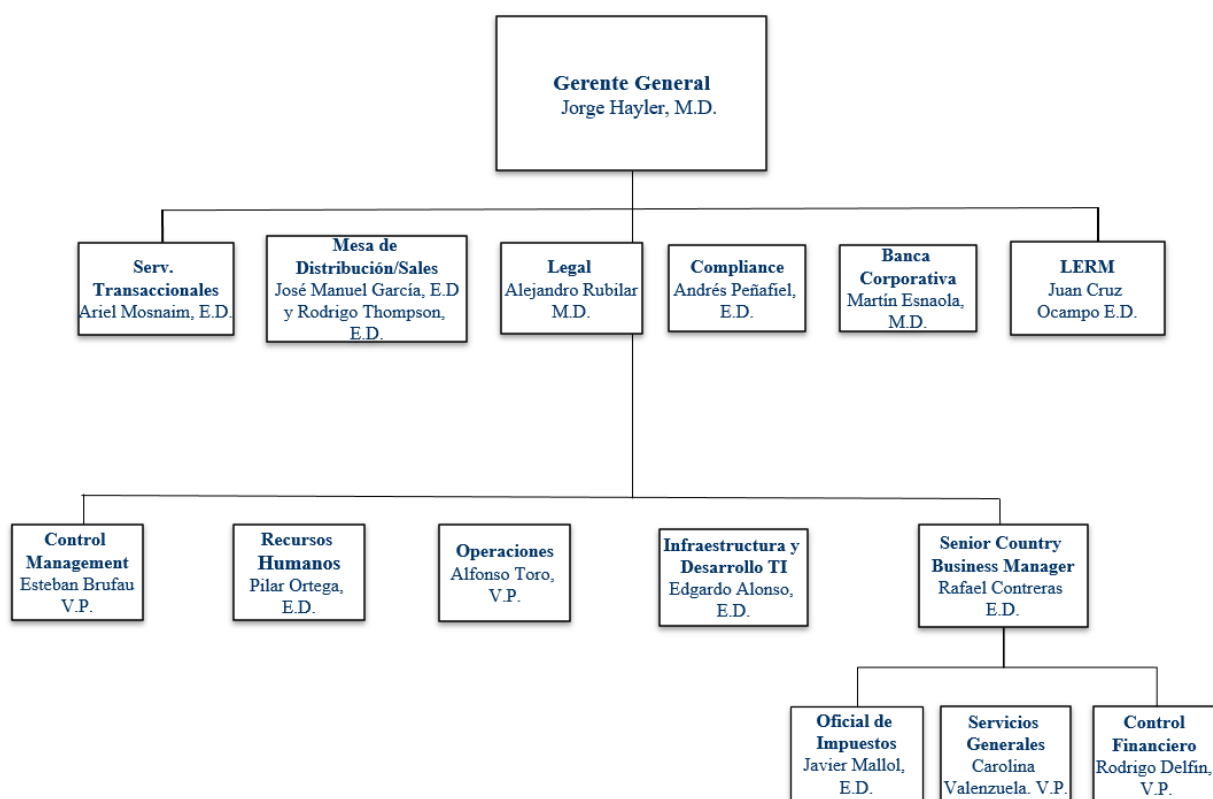 Gerente General
Jorge Hayler, M.D.
Serv.
Transaccionales
Ariel Mosnaim, E.D.
Mesa de
Distribución/Sales
José Manuel García, E.D
y Rodrigo Thompson,
E.D.
Legal
Alejandro Rubilar
M.D.
Compliance
Andrés Peñafiel,
E.D.
Banca
Corporativa
Martín Esnaola,
M.D.
LERM
Juan Cruz
Ocampo E.D.
Control
Management
Esteban Brufau
V.P.
Recursos
Humanos
Pilar Ortega,
E.D.
Operaciones
Alfonso Toro,
V.P.
Infraestructura y
Desarrollo TI
Edgardo Alonso,
E.D.
Senior Country
Business Manager
Rafael Contreras
E.D.
Oficial de
Impuestos
Javier Mallol,
E.D.
Servicios
Generales
Carolina
Valenzuela. V.P.
Control
Financiero
Rodrigo Delfín,
V.P.